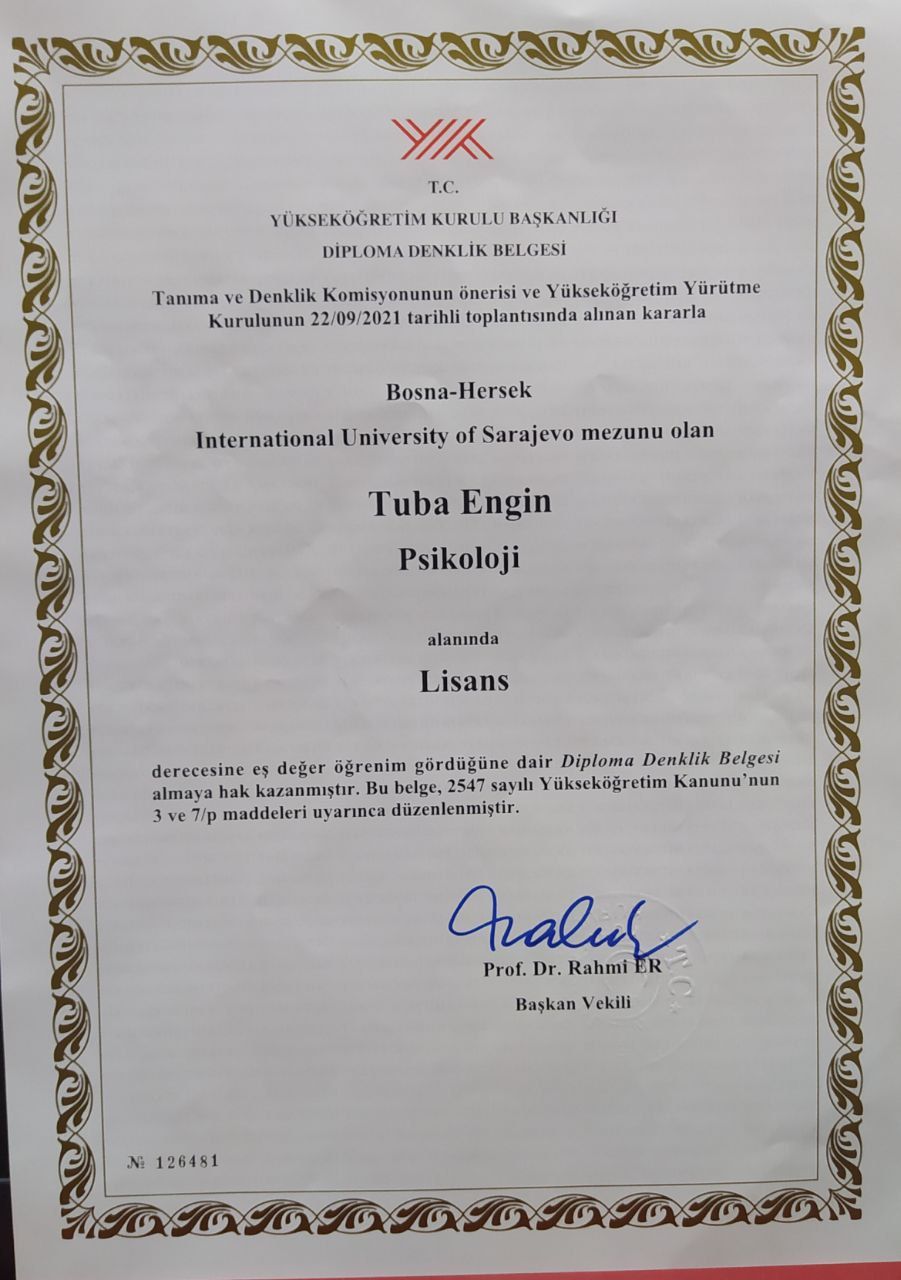 YÖK
T.C.
YÜKSEKÖĞRETİM KURULU BAŞKANLIĞI
DİPLOMA DENKLİK BELGESİ
Tanıma ve Denklik Komisyonunun önerisi ve Yükseköğretim Yürütme
Kurulunun 22/09/2021 tarihli toplantısında alınan kararla
Bosna-Hersek
International University of Sarajevo mezunu olan
Tuba Engin
Psikoloji
alanında
Lisans
derecesine eş değer öğrenim gördüğüne dair Diploma Denklik Belgesi
almaya hak kazanmıştır. Bu belge, 2547 sayılı Yükseköğretim Kanunu'nun
3 ve 7/p maddeleri uyarınca düzenlenmiştir.
Prof. Dr. Rahmi ER
Başkan Vekili
T.C.
№ 126481